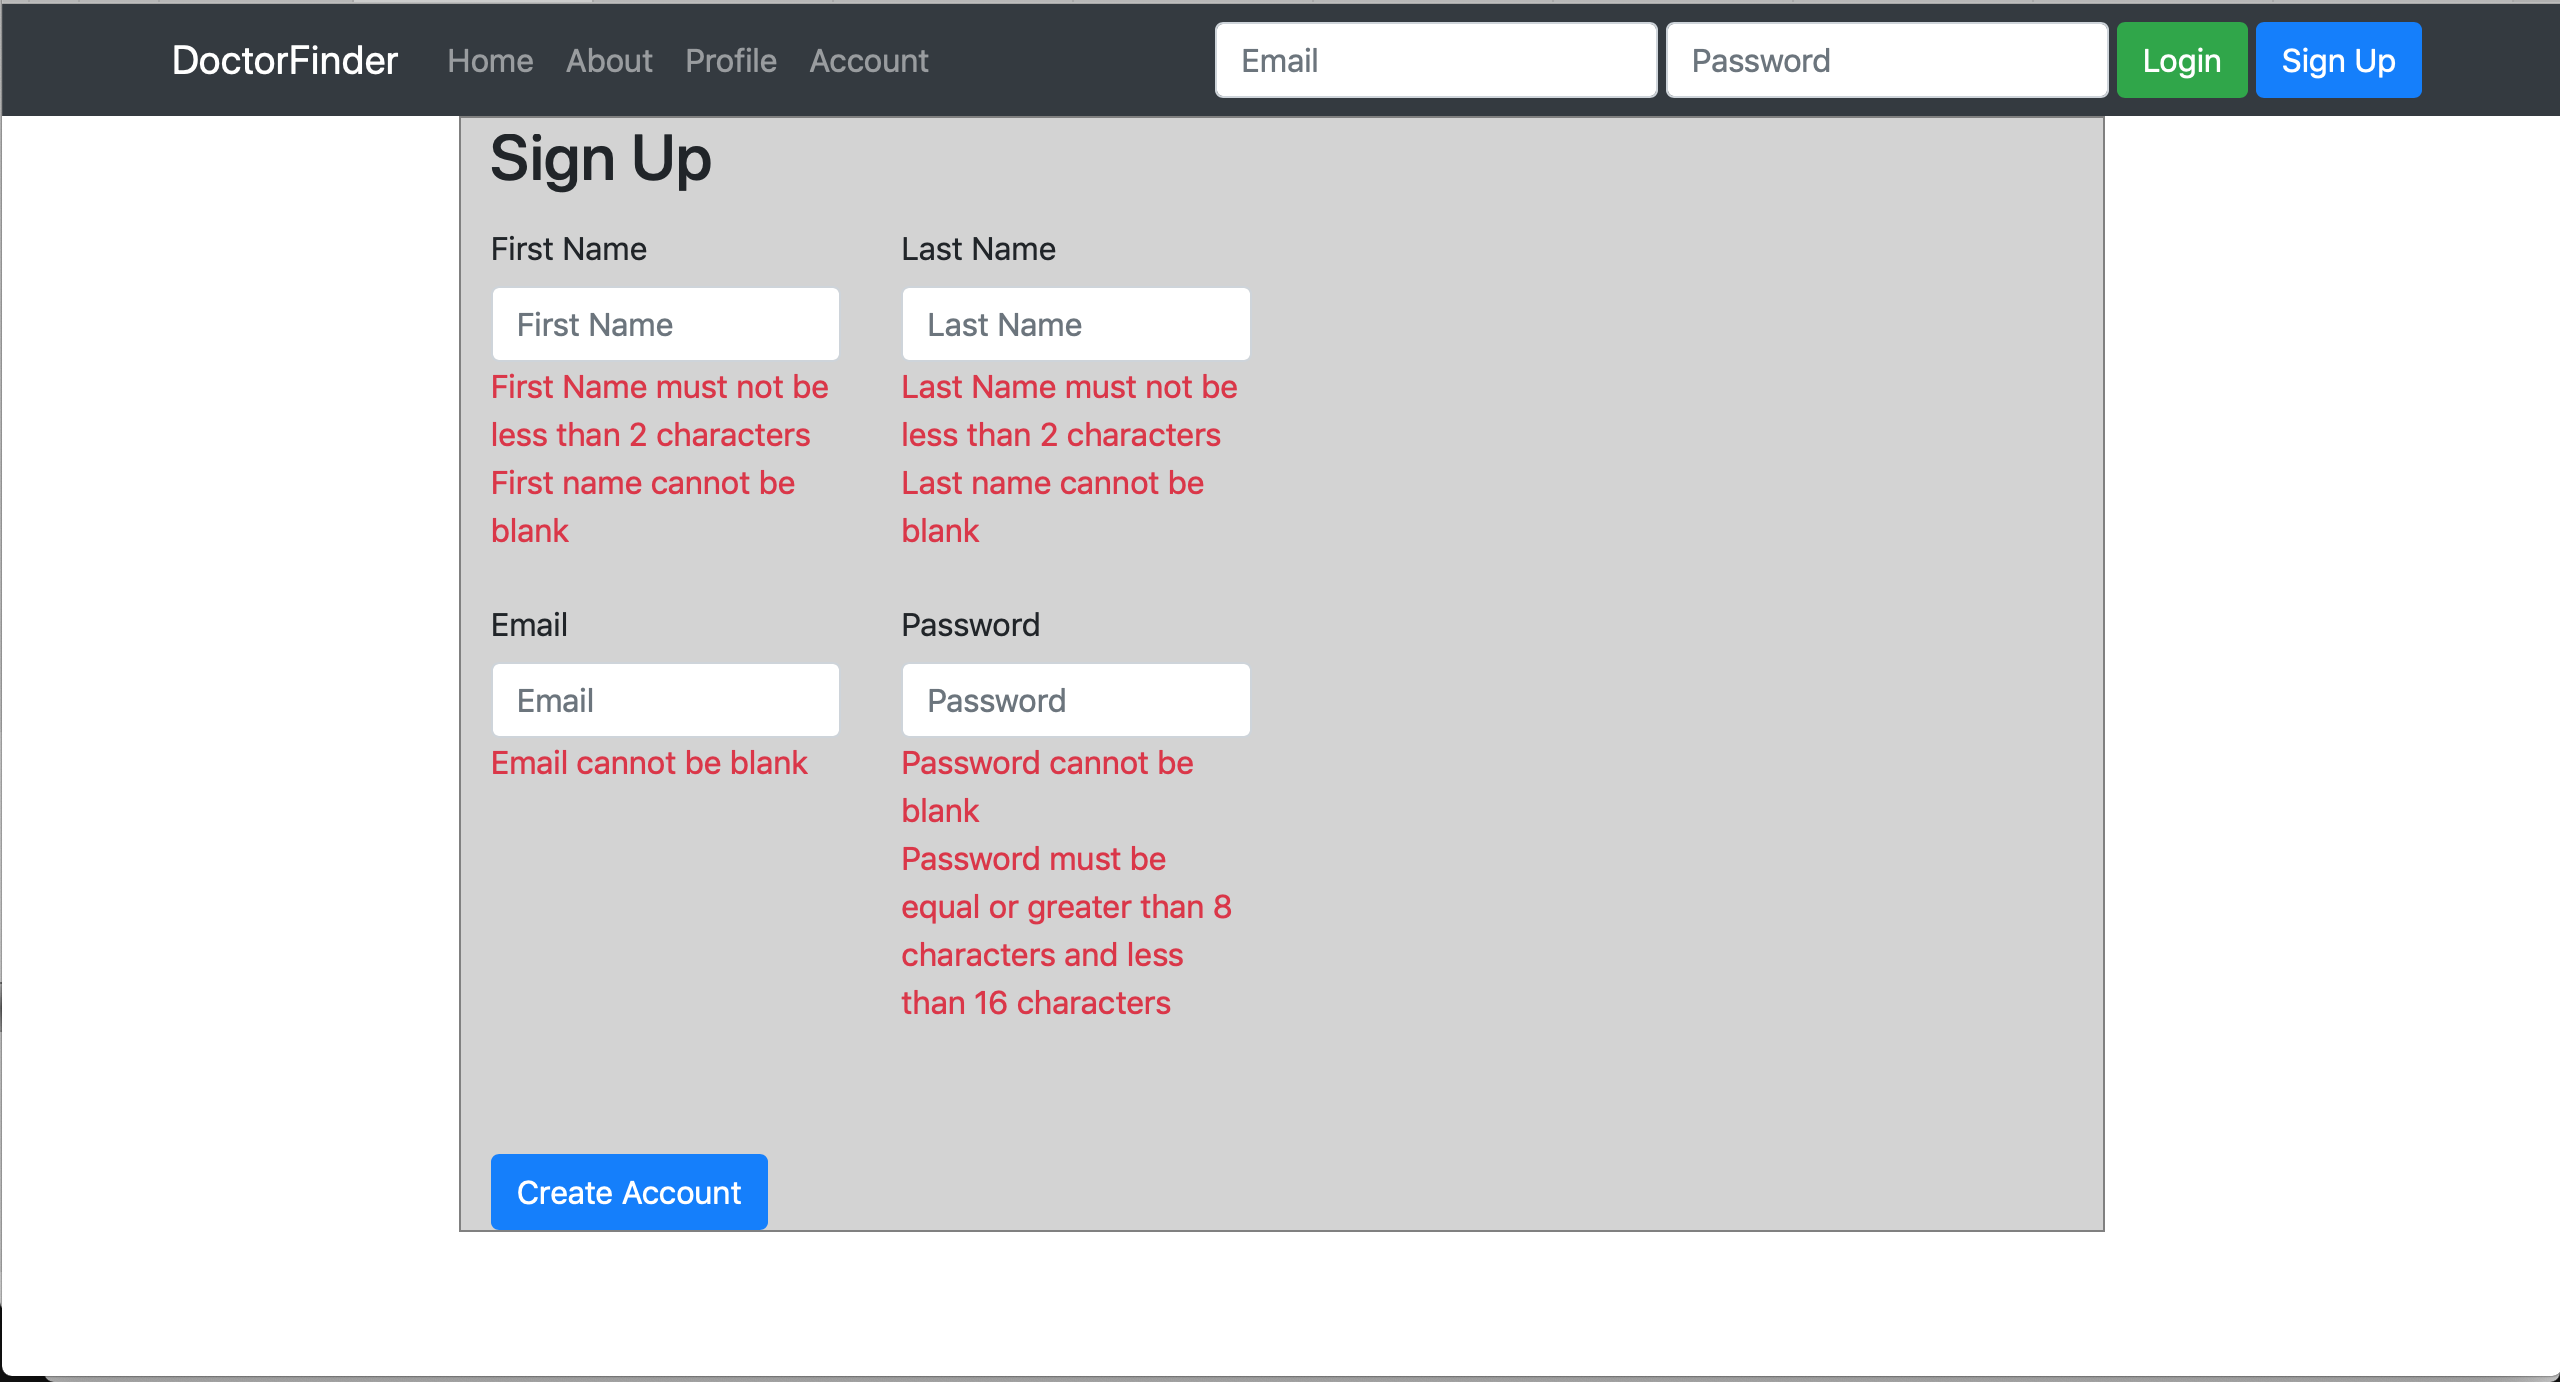 DoctorFinder Home About Profile Account Email Password Login Sign Up
Sign Up
First Name
First Name
First Name must not be
less than 2 characters
First name cannot be
blank
Last Name
Last Name
Last Name must not be
less than 2 characters
Last name cannot be
blank
Email
Email
Email cannot be blank
Password
Password
Password cannot be
blank
Password must be
equal or greater than 8
characters and less
than 16 characters
Create Account